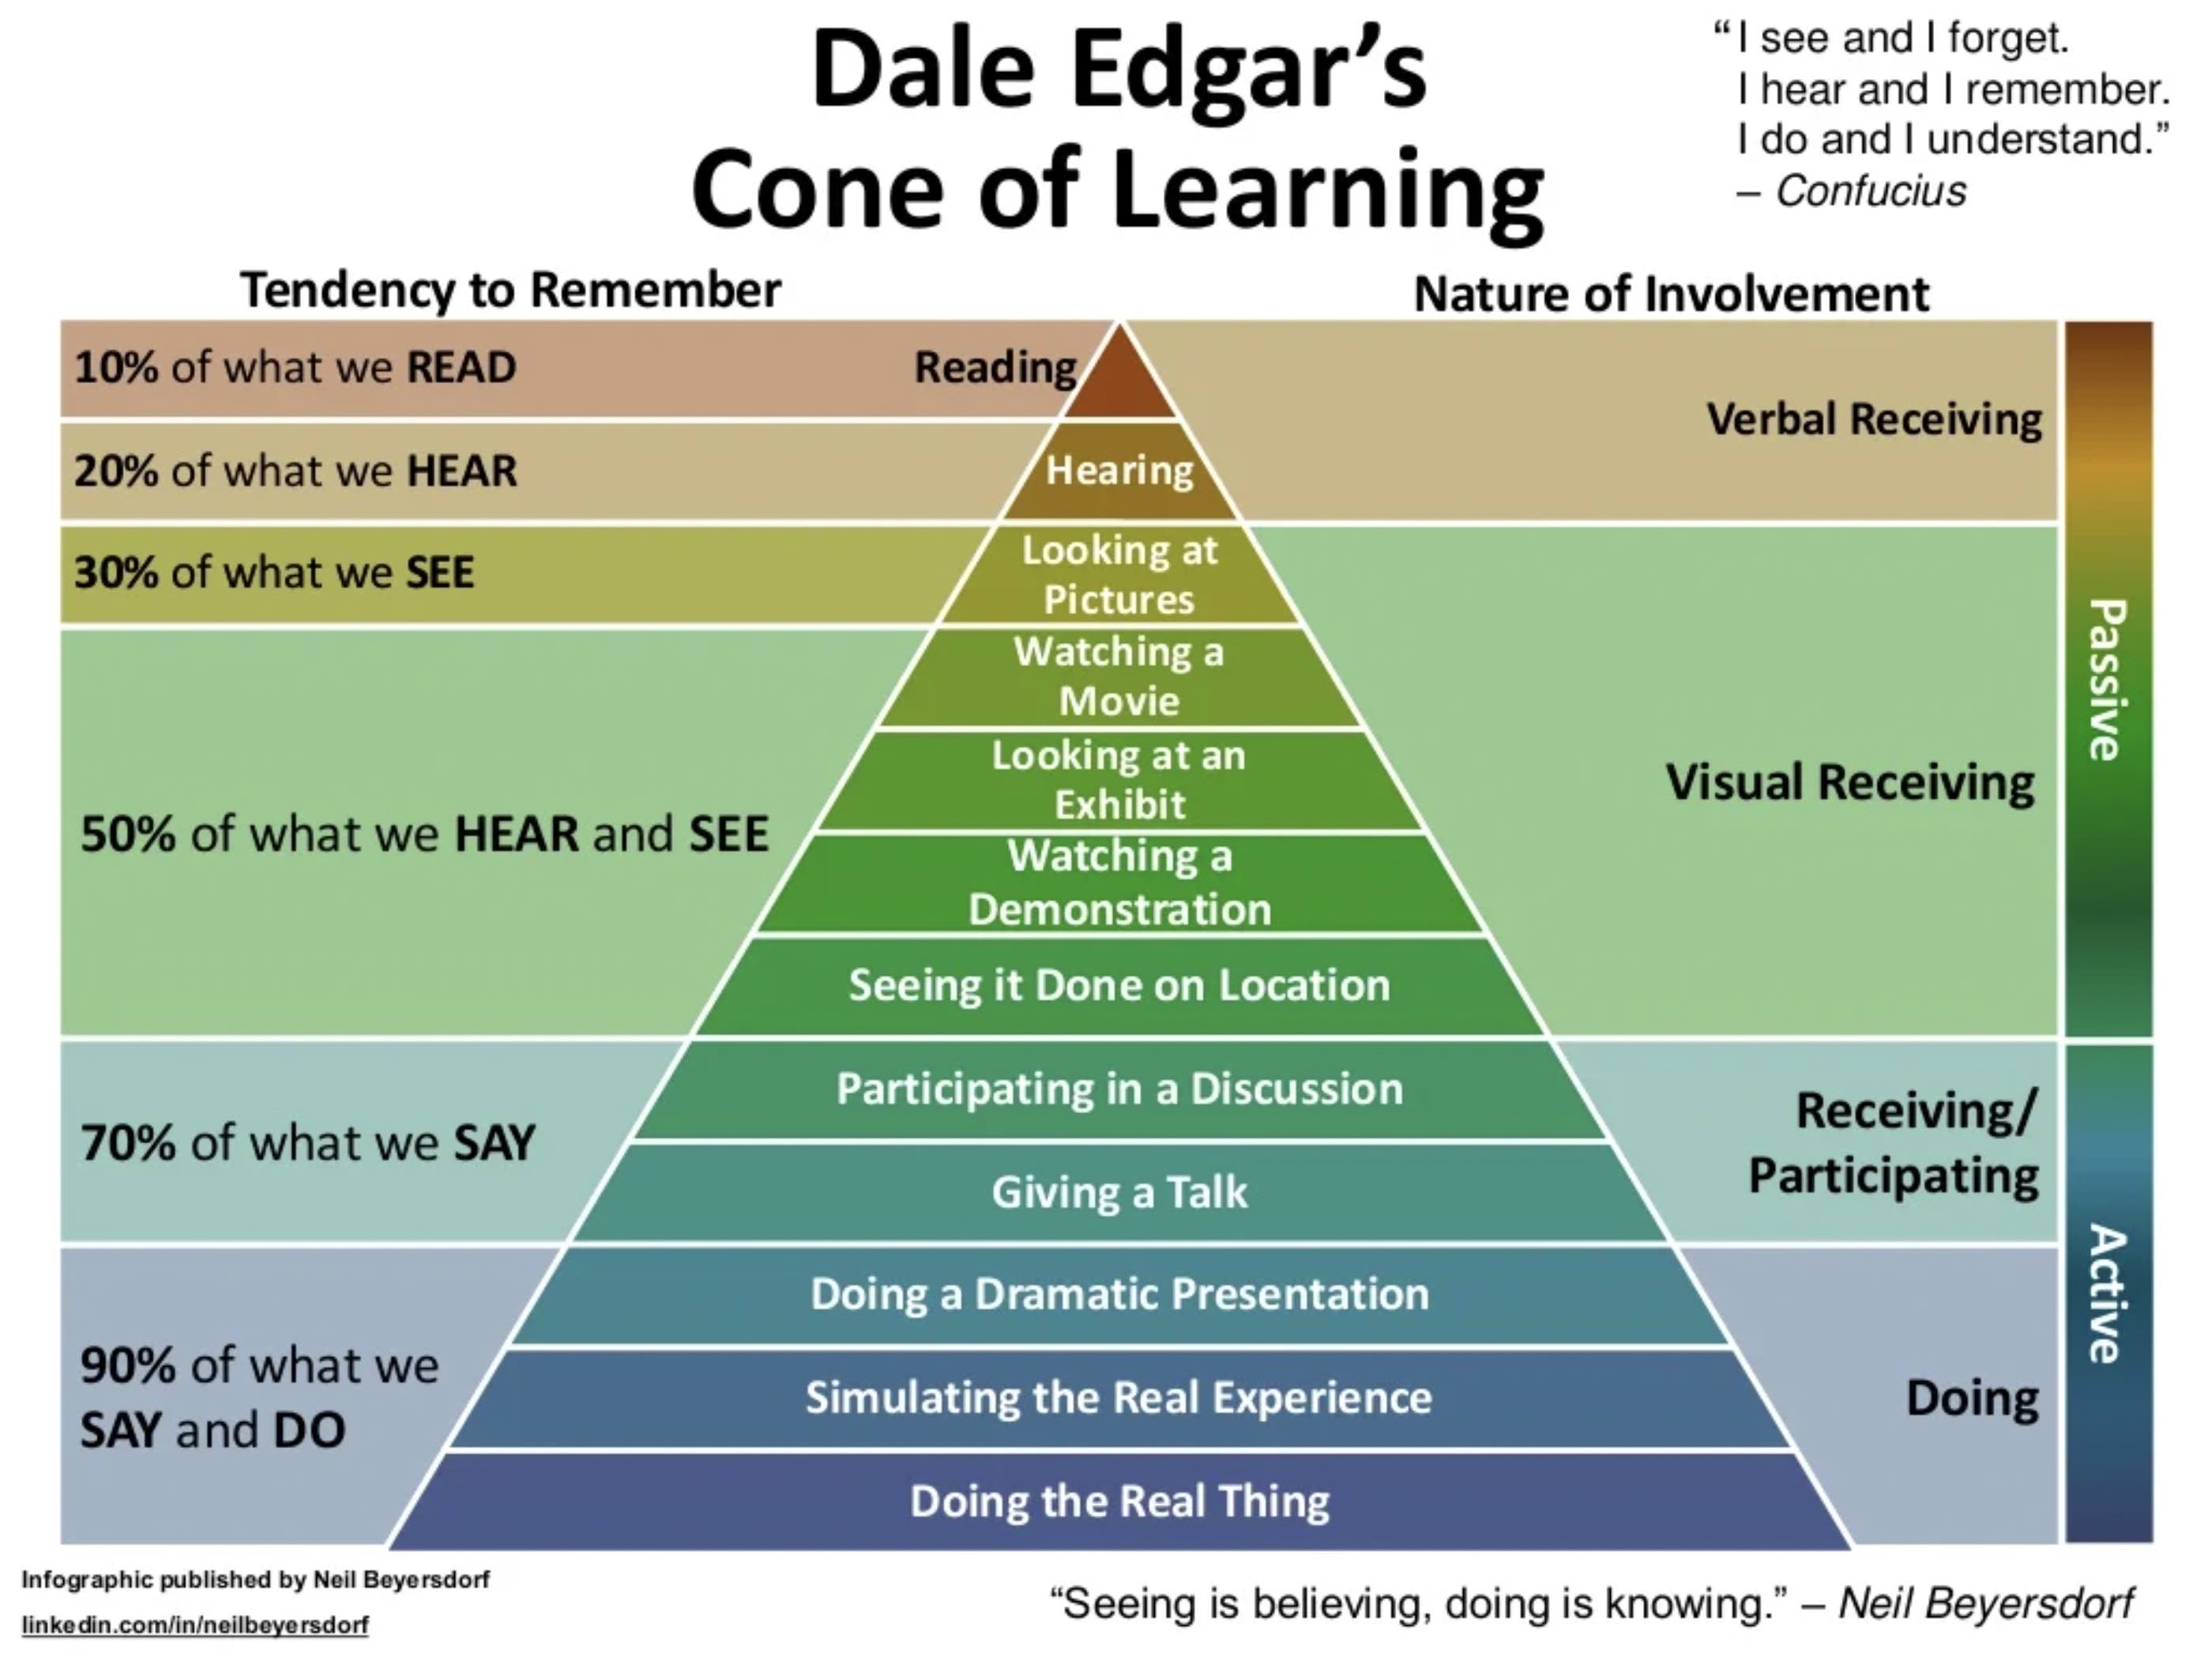 Dale Edgar’s
Cone of Learning
“I see and I forget.
I hear and I remember.
I do and I understand.”
– Confucius
Tendency to Remember
Nature of Involvement
10% of what we READ
Reading
Verbal Receiving
20% of what we HEAR
Hearing
30% of what we SEE
Looking at
Pictures
Watching a
Movie
Looking at an
Exhibit
50% of what we HEAR and SEE
Watching a
Demonstration
Seeing it Done on Location
Visual Receiving
Passive
70% of what we SAY
Participating in a Discussion
Giving a Talk
Receiving/
Participating
90% of what we
SAY and DO
Doing a Dramatic Presentation
Simulating the Real Experience
Doing the Real Thing
Doing
Active
Infographic published by Neil Beyersdorf
linkedin.com/in/neilbeyersdorf
“Seeing is believing, doing is knowing.” – Neil Beyersdorf